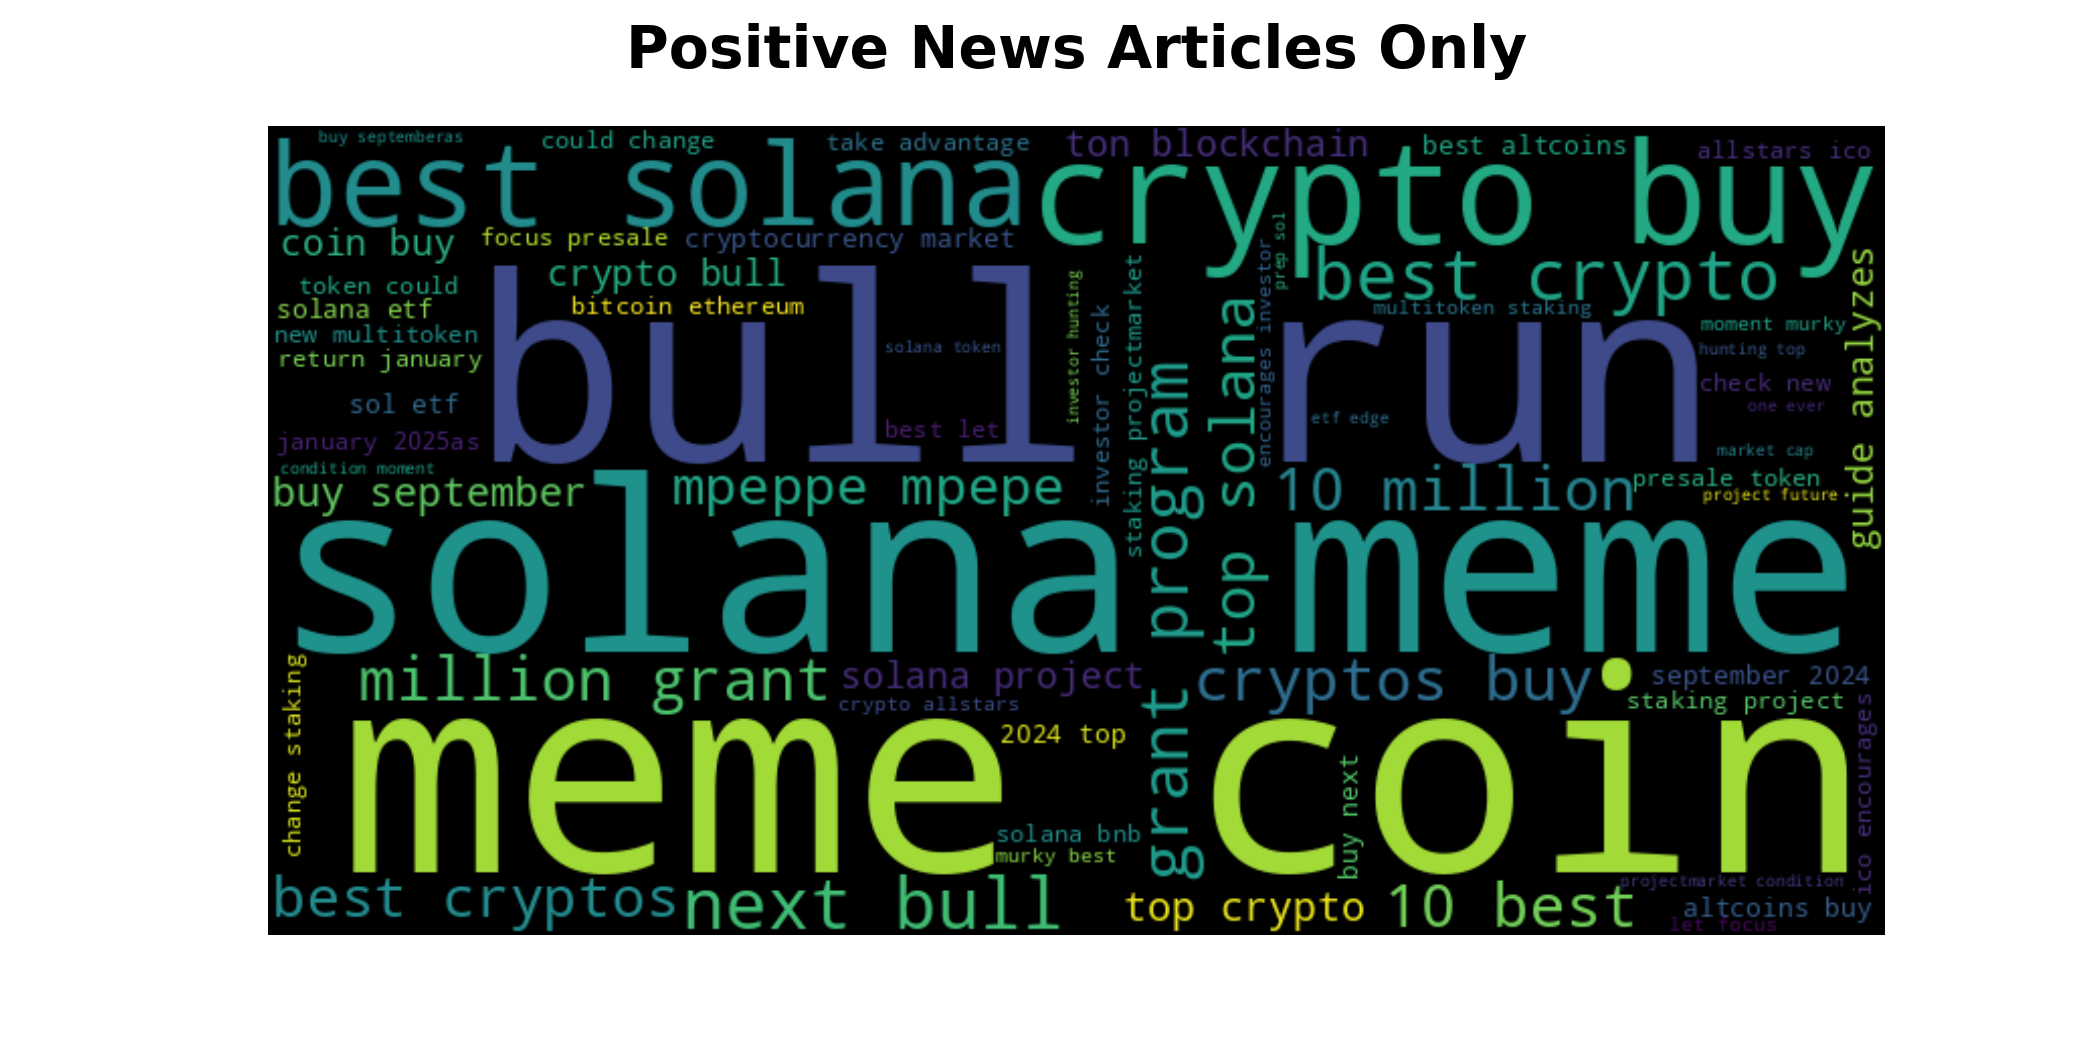 Positive News Articles Only
buy septemberas
could change
take advantage
ton blockchain
best altcoins
allstars ico
best solana
crypto buy
coin buy
focus presale
cryptocurrency market
prep sol
crypto bull
best crypto
token could
solana etf
bitcoin ethereum
multitoken staking
new multitoken
return january
bull run
solana token
investor hunting
investor check
staking projectmarket
encourages investor
moment murky
hunting top
guide analyzes
check new
one ever
sol etf
etf edge
january 2025as
best let
market cap
condition moment
buy september
mpeppe mpepe
grant program
top solana
10 million
presale token
project future
solana meme
million grant
solana project
cryptos buy
september 2024
crypto allstars
staking project
change staking
2024 top
meme coin
buy next
ico encourages
solana bnb
murky best
best cryptos
next bull
top crypto
10 best
projectmarket condition
altcoins buy
let focus